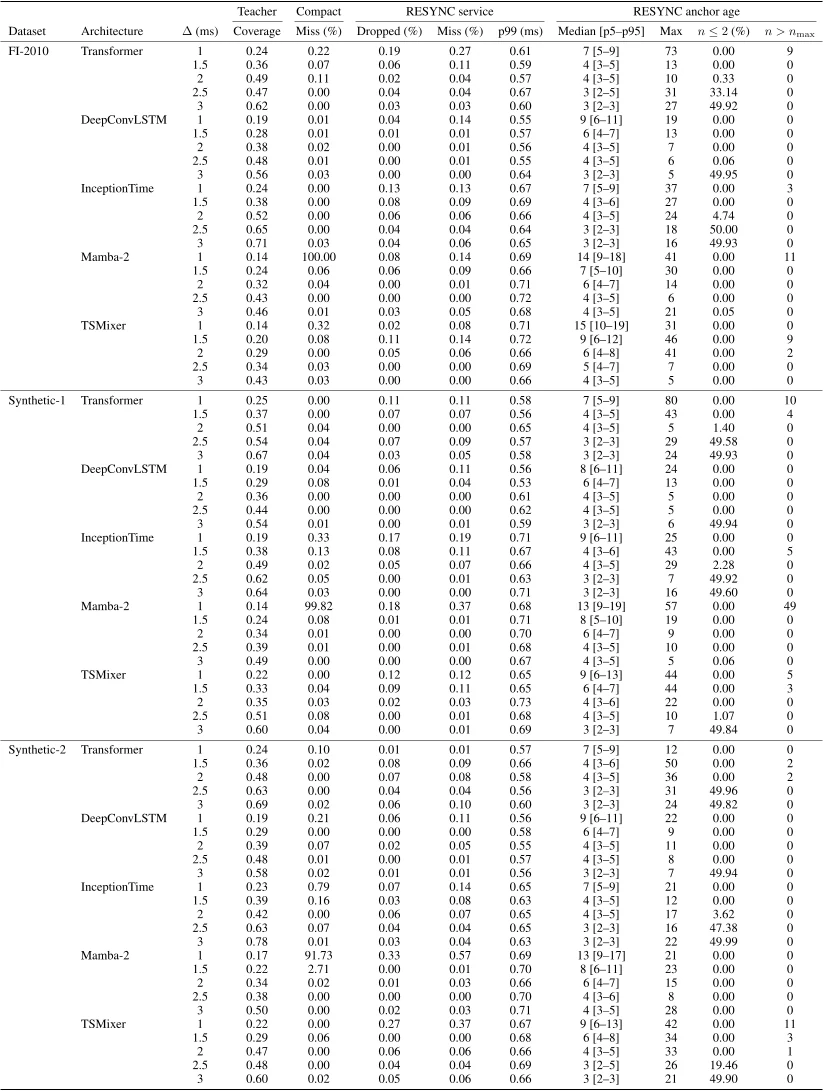 Teacher Compact RESYNC service RESYNC anchor age
Dataset Architecture Δ (ms) Coverage Miss (%) Dropped (%) Miss (%) p99 (ms) Median [p5–p95] Max n ≤ 2 (%) n > nmax
FI-2010 Transformer 1 0.24 0.22 0.19 0.27 0.61 7 [5–9] 73 0.00 9
1.5 0.36 0.07 0.06 0.11 0.59 4 [3–5] 13 0.00 0
2 0.49 0.11 0.02 0.04 0.57 4 [3–5] 10 0.33 0
2.5 0.47 0.00 0.04 0.04 0.67 3 [2–5] 31 33.14 0
3 0.62 0.00 0.03 0.03 0.60 3 [2–3] 27 49.92 0
DeepConvLSTM 1 0.19 0.01 0.04 0.14 0.55 9 [6–11] 19 0.00 0
1.5 0.28 0.01 0.01 0.01 0.57 6 [4–7] 13 0.00 0
2 0.38 0.02 0.00 0.01 0.56 4 [3–5] 7 0.00 0
2.5 0.48 0.01 0.00 0.01 0.55 4 [3–5] 6 0.06 0
3 0.56 0.03 0.00 0.00 0.64 3 [2–3] 5 49.95 0
InceptionTime 1 0.24 0.00 0.13 0.13 0.67 7 [5–9] 37 0.00 3
1.5 0.38 0.00 0.08 0.09 0.69 4 [3–6] 27 0.00 0
2 0.52 0.00 0.06 0.06 0.66 4 [3–5] 24 4.74 0
2.5 0.65 0.00 0.04 0.04 0.64 3 [2–3] 18 50.00 0
3 0.71 0.03 0.04 0.06 0.65 3 [2–3] 16 49.93 0
Mamba-2 1 0.14 100.00 0.08 0.14 0.69 14 [9–18] 41 0.00 11
1.5 0.24 0.06 0.06 0.09 0.66 7 [5–10] 30 0.00 0
2 0.32 0.04 0.00 0.01 0.71 6 [4–7] 14 0.00 0
2.5 0.43 0.00 0.00 0.00 0.72 4 [3–5] 6 0.00 0
3 0.46 0.01 0.03 0.05 0.68 4 [3–5] 21 0.05 0
TSMixer 1 0.14 0.32 0.02 0.08 0.71 15 [10–19] 31 0.00 0
1.5 0.20 0.08 0.11 0.14 0.72 9 [6–12] 46 0.00 9
2 0.29 0.00 0.05 0.06 0.66 6 [4–8] 41 0.00 2
2.5 0.34 0.03 0.00 0.00 0.73 5 [4–7] 7 0.00 0
3 0.43 0.03 0.00 0.00 0.66 4 [3–5] 5 0.00 0
Synthetic-1 Transformer 1 0.25 0.00 0.11 0.11 0.58 7 [5–9] 80 0.00 10
1.5 0.37 0.00 0.07 0.07 0.56 4 [3–5] 43 0.00 4
2 0.51 0.04 0.00 0.00 0.65 4 [3–5] 5 1.40 0
2.5 0.54 0.04 0.07 0.09 0.57 3 [2–3] 29 49.58 0
3 0.67 0.04 0.03 0.05 0.58 3 [2–3] 24 49.93 0
DeepConvLSTM 1 0.19 0.04 0.06 0.11 0.56 8 [6–11] 24 0.00 0
1.5 0.29 0.08 0.01 0.04 0.53 6 [4–7] 13 0.00 0
2 0.36 0.00 0.00 0.00 0.61 4 [3–5] 5 0.00 0
2.5 0.44 0.00 0.00 0.00 0.62 4 [3–5] 5 0.00 0
3 0.54 0.01 0.00 0.01 0.59 3 [2–3] 6 49.94 0
InceptionTime 1 0.19 0.33 0.17 0.19 0.71 9 [6–11] 25 0.00 0
1.5 0.38 0.13 0.08 0.11 0.67 4 [3–6] 43 0.00 5
2 0.49 0.02 0.05 0.07 0.66 4 [3–5] 29 2.28 0
2.5 0.62 0.05 0.00 0.01 0.63 3 [2–3] 7 49.92 0
3 0.64 0.03 0.00 0.00 0.71 3 [2–3] 16 49.60 0
Mamba-2 1 0.14 99.82 0.18 0.37 0.68 13 [9–19] 57 0.00 49
1.5 0.24 0.08 0.01 0.01 0.71 8 [5–10] 19 0.00 0
2 0.34 0.01 0.00 0.00 0.70 6 [4–7] 9 0.00 0
2.5 0.39 0.01 0.00 0.01 0.68 4 [3–5] 10 0.00 0
3 0.49 0.00 0.00 0.00 0.67 4 [3–5] 5 0.06 0
TSMixer 1 0.22 0.00 0.12 0.12 0.65 9 [6–13] 44 0.00 5
1.5 0.33 0.04 0.09 0.11 0.65 6 [4–7] 44 0.00 3
2 0.35 0.03 0.02 0.03 0.73 4 [3–6] 22 0.00 0
2.5 0.51 0.08 0.00 0.01 0.68 4 [3–5] 10 1.07 0
3 0.60 0.04 0.00 0.01 0.69 3 [2–3] 7 49.84 0
Synthetic-2 Transformer 1 0.24 0.10 0.01 0.01 0.57 7 [5–9] 12 0.00 0
1.5 0.36 0.02 0.08 0.09 0.66 4 [3–6] 50 0.00 2
2 0.48 0.00 0.07 0.08 0.58 4 [3–5] 36 0.00 2
2.5 0.63 0.00 0.04 0.04 0.56 3 [2–3] 31 49.96 0
3 0.69 0.02 0.06 0.10 0.60 3 [2–3] 24 49.82 0
DeepConvLSTM 1 0.19 0.21 0.06 0.11 0.56 9 [6–11] 22 0.00 0
1.5 0.29 0.00 0.00 0.00 0.58 6 [4–7] 9 0.00 0
2 0.39 0.07 0.02 0.05 0.55 4 [3–5] 11 0.00 0
2.5 0.48 0.01 0.00 0.01 0.57 4 [3–5] 8 0.00 0
3 0.58 0.02 0.01 0.01 0.56 3 [2–3] 7 49.94 0
InceptionTime 1 0.23 0.79 0.07 0.14 0.65 7 [5–9] 21 0.00 0
1.5 0.39 0.16 0.03 0.08 0.63 4 [3–5] 12 0.00 0
2 0.42 0.00 0.06 0.07 0.65 4 [3–5] 17 3.62 0
2.5 0.63 0.07 0.04 0.04 0.65 3 [2–3] 16 47.38 0
3 0.78 0.01 0.03 0.04 0.63 3 [2–3] 22 49.99 0
Mamba-2 1 0.17 91.73 0.33 0.57 0.69 13 [9–17] 21 0.00 0
1.5 0.22 2.71 0.00 0.01 0.70 8 [6–11] 23 0.00 0
2 0.34 0.02 0.01 0.03 0.66 6 [4–7] 15 0.00 0
2.5 0.38 0.00 0.00 0.00 0.70 4 [3–6] 8 0.00 0
3 0.50 0.00 0.02 0.03 0.71 4 [3–5] 28 0.00 0
TSMixer 1 0.22 0.00 0.27 0.37 0.67 9 [6–13] 42 0.00 11
1.5 0.29 0.06 0.00 0.00 0.68 6 [4–8] 34 0.00 3
2 0.47 0.00 0.06 0.06 0.66 4 [3–5] 33 0.00 1
2.5 0.48 0.00 0.04 0.04 0.69 3 [2–5] 26 19.46 0
3 0.60 0.02 0.05 0.06 0.66 3 [2–3] 21 49.90 0